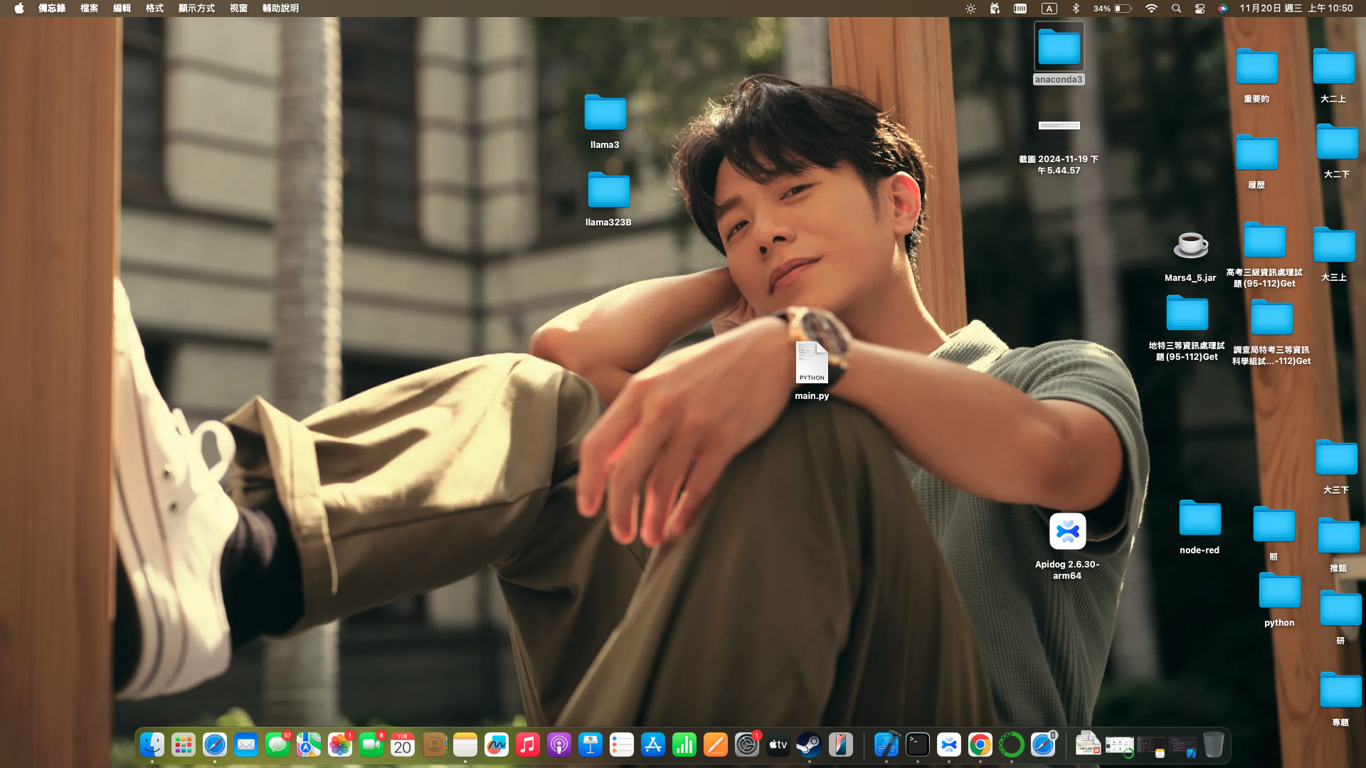 備忘錄 檔案 編輯 格式 顯示方式 視窗 輔助說明
A 34% 11月20日 週三 上午10:50
anaconda3
重要的
大二上
llama3
截圖 2024-11-19 下
午5.44.57
大二下
履歷
llama323B
Mars4_5.jar
高考三級資訊處理試
題 (95-112)Get
大三上
地特三等資訊處理試
題 (95-112)Get
調查局特考三等資訊
科學組試...-112)Get
PYTHON
main.py
大三下
node-red
照
推甄
Apidog 2.6.30-
arm64
python
研
專題
57
1
8
11月
20
1
tv